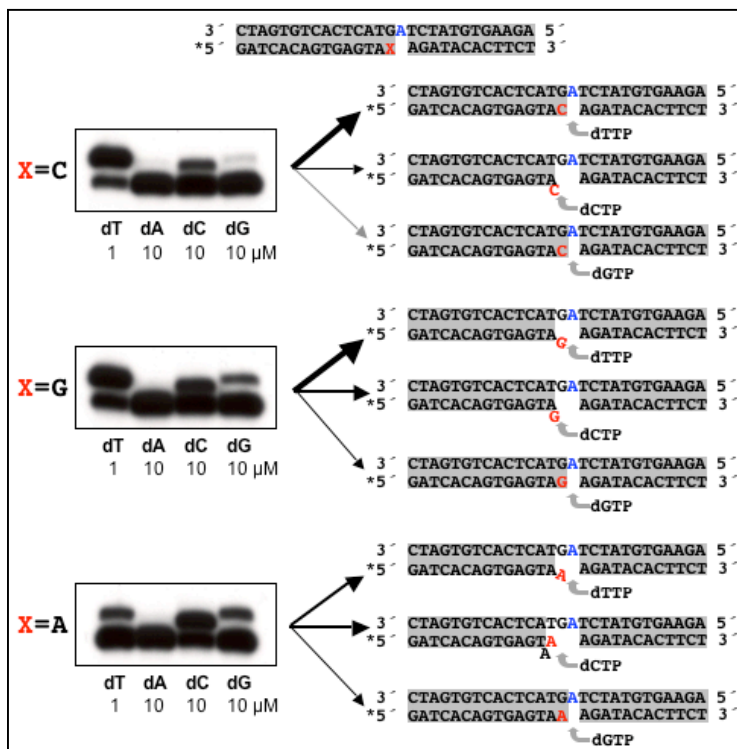 3´ CTAGTGTCACTCATGATCTATGTGAAGA 5´
*5´ GATCACAGTGAGTAX AGATACACTTCT 3´
X=C
dT dA dC dG
1 10 10 10 µM
3´ CTAGTGTCACTCATGATCTATGTGAAGA 5´
*5´ GATCACAGTGAGTAC AGATACACTTCT 3´
dTTP
3´ CTAGTGTCACTCATGATCTATGTGAAGA 5´
*5´ GATCACAGTGAGTA AGATACACTTCT 3´
C
dCTP
3´ CTAGTGTCACTCATGATCTATGTGAAGA 5´
*5´ GATCACAGTGAGTAC AGATACACTTCT 3´
dGTP
X=G
dT dA dC dG
1 10 10 10 µM
3´ CTAGTGTCACTCATGATCTATGTGAAGA 5´
*5´ GATCACAGTGAGTAG AGATACACTTCT 3´
dTTP
3´ CTAGTGTCACTCATGATCTATGTGAAGA 5´
*5´ GATCACAGTGAGTA AGATACACTTCT 3´
G
dCTP
3´ CTAGTGTCACTCATGATCTATGTGAAGA 5´
*5´ GATCACAGTGAGTAG AGATACACTTCT 3´
dGTP
X=A
dT dA dC dG
1 10 10 10 µM
3´ CTAGTGTCACTCATGATCTATGTGAAGA 5´
*5´ GATCACAGTGAGTAA AGATACACTTCT 3´
dTTP
3´ CTAGTGTCACTCATGATCTATGTGAAGA 5´
*5´ GATCACAGTGAGTA AGATACACTTCT 3´
A
dCTP
3´ CTAGTGTCACTCATGATCTATGTGAAGA 5´
*5´ GATCACAGTGAGTAA AGATACACTTCT 3´
dGTP